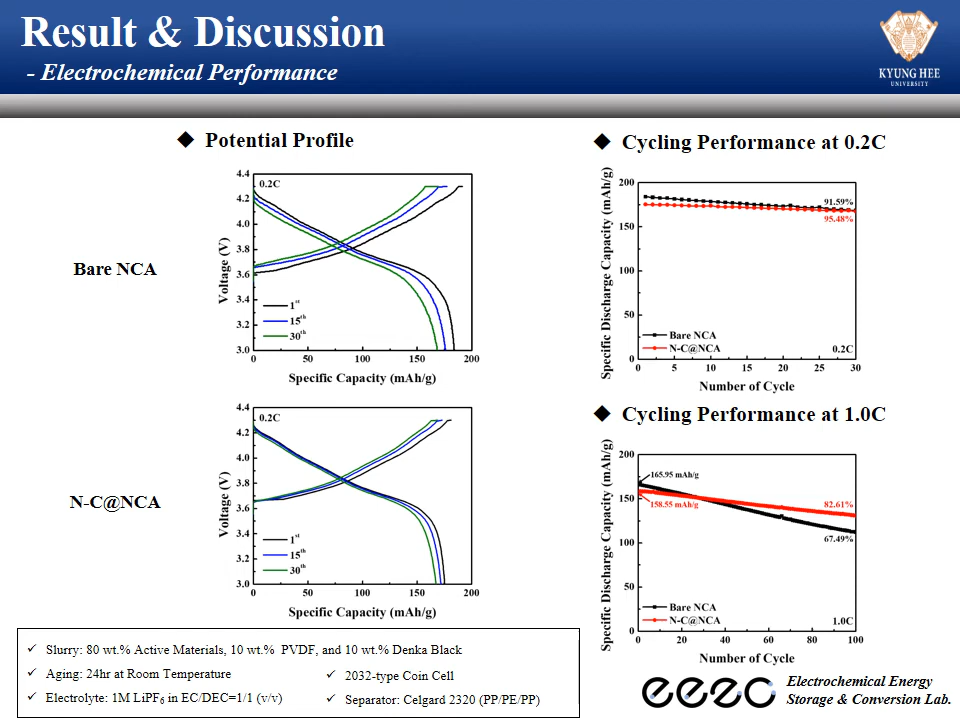 Result & Discussion
- Electrochemical Performance
KYUNG HEE
UNIVERSITY
◆ Potential Profile
Bare NCA
4.4
4.2
4.0
3.8
3.6
3.4
3.2
3.0
Voltage (V)
0.2C
1st
15th
30th
0 50 100 150 200
Specific Capacity (mAh/g)
N-C@NCA
4.4
4.2
4.0
3.8
3.6
3.4
3.2
3.0
Voltage (V)
0.2C
1st
15th
30th
0 50 100 150 200
Specific Capacity (mAh/g)
◆ Cycling Performance at 0.2C
Specific Discharge Capacity (mAh/g)
200
150
100
50
0
91.59%
95.48%
Bare NCA
N-C@NCA
0.2C
0 5 10 15 20 25 30
Number of Cycle
◆ Cycling Performance at 1.0C
Specific Discharge Capacity (mAh/g)
200
150
100
50
0
165.95 mAh/g
158.55 mAh/g
82.61%
67.49%
Bare NCA
N-C@NCA
1.0C
0 20 40 60 80 100
Number of Cycle
✓ Slurry: 80 wt.% Active Materials, 10 wt.% PVDF, and 10 wt.% Denka Black
✓ Aging: 24hr at Room Temperature
✓ 2032-type Coin Cell
✓ Electrolyte: 1M LiPF6 in EC/DEC=1/1 (v/v)
✓ Separator: Celgard 2320 (PP/PE/PP)
eesc
Electrochemical Energy
Storage & Conversion Lab.